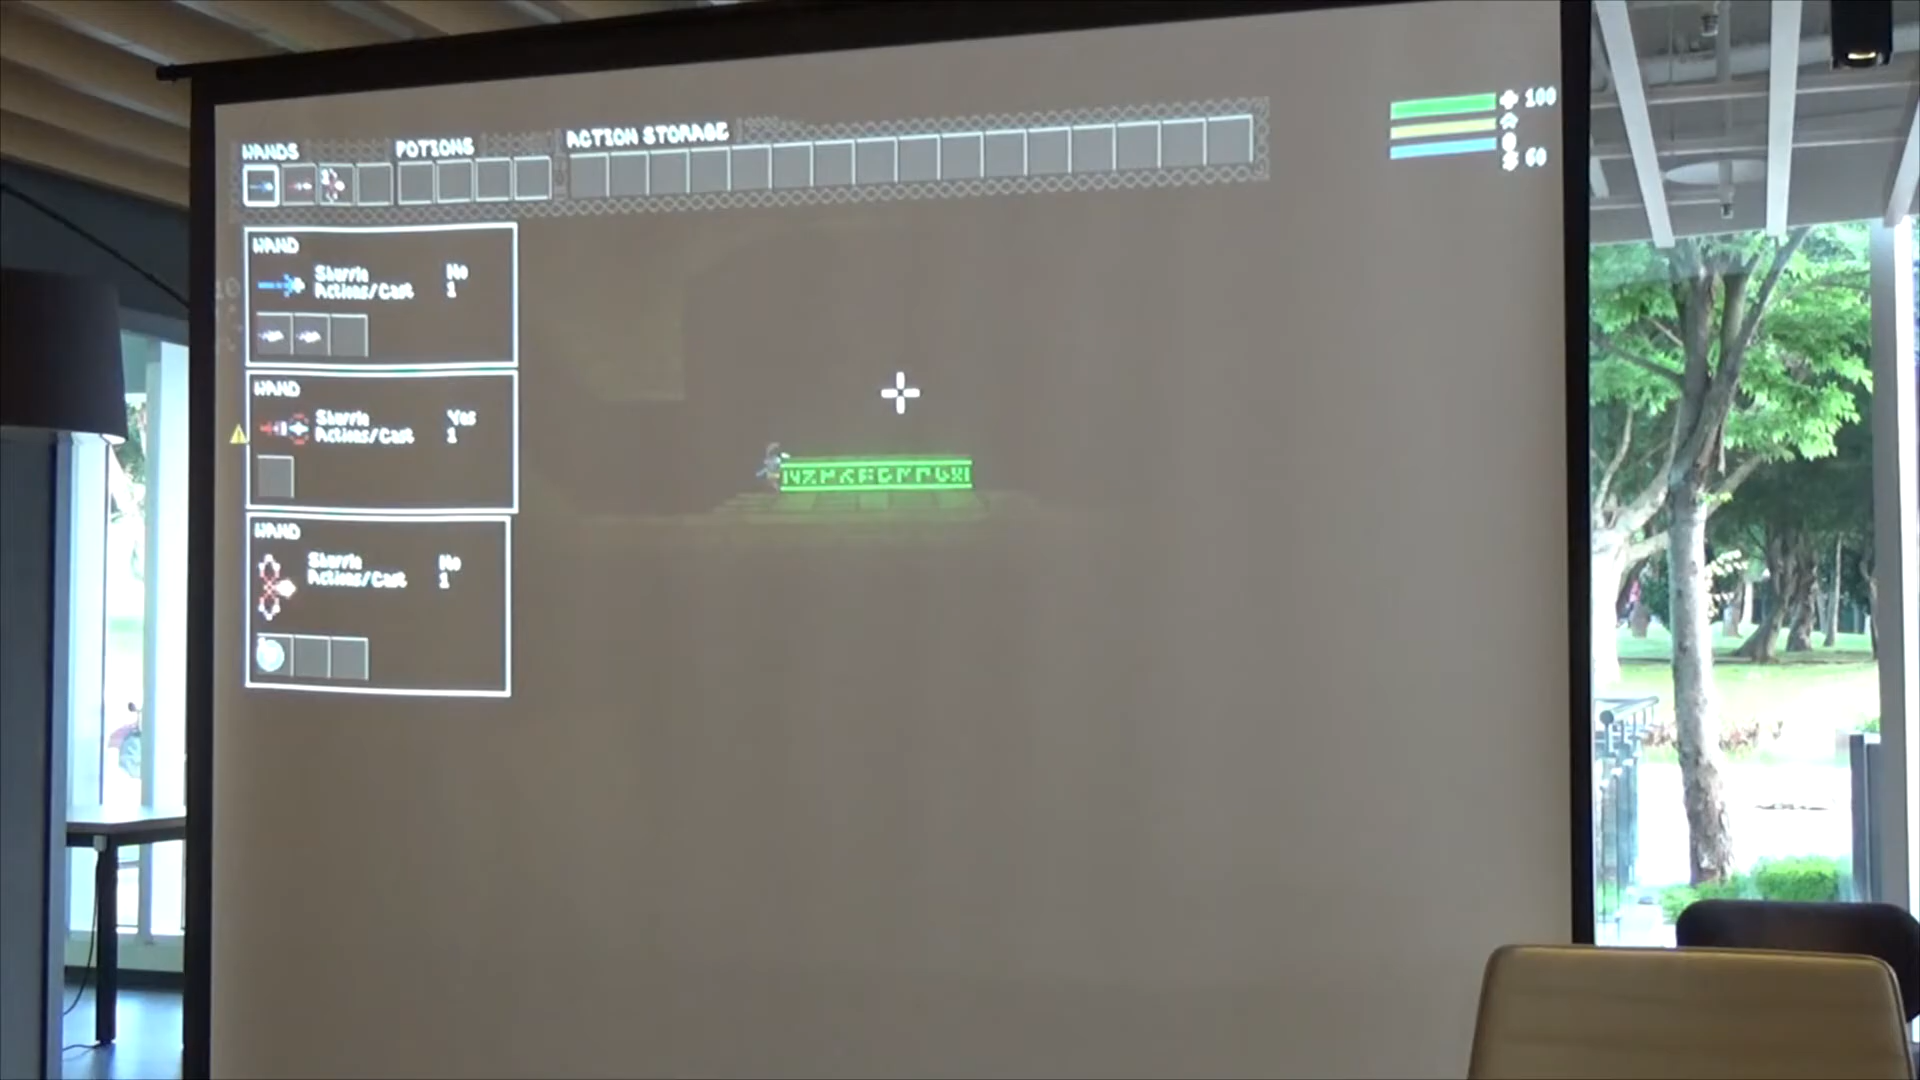 WANDS
POTIONS
ACTION STORAGE
100
60
WAND
Shuffle No
Actions/Cast 1
WAND
Shuffle Yes
Actions/Cast 1
WAND
Shuffle No
Actions/Cast 1